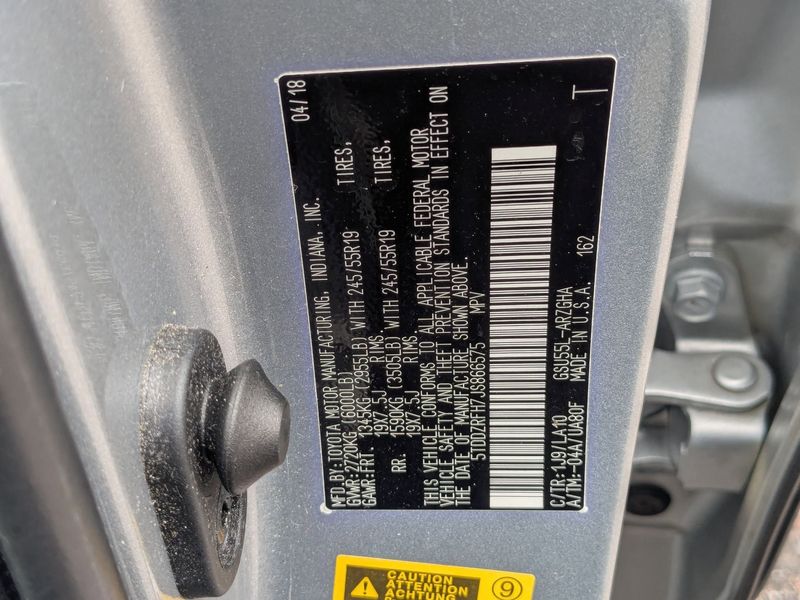 MFD.BY:TOYOTA MOTOR MANUFACTURING, INDIANA, INC. 04/18
GVWR:2720KG(6000LB)
GAWR:FRT 1345KG(2955LB)WITH 245/55R19 TIRES,
19X7.5J RIMS
RR 1590KG(3505LB)WITH 245/55R19 TIRES,
19X7.5J RIMS
THIS VEHICLE CONFORMS TO ALL APPLICABLE FEDERAL MOTOR
VEHICLE SAFETY AND THEFT PREVENTION STANDARDS IN EFFECT ON
THE DATE OF MANUFACTURE SHOWN ABOVE.
5TDDZRFH7JS866575 MPV
C/TR:1J9/LA10 GSU55L-ARZGHA
A/TM:-04A/UA80F MADE IN U.S.A. 162 T
CAUTION
ATTENTION
ACHTUNG
9